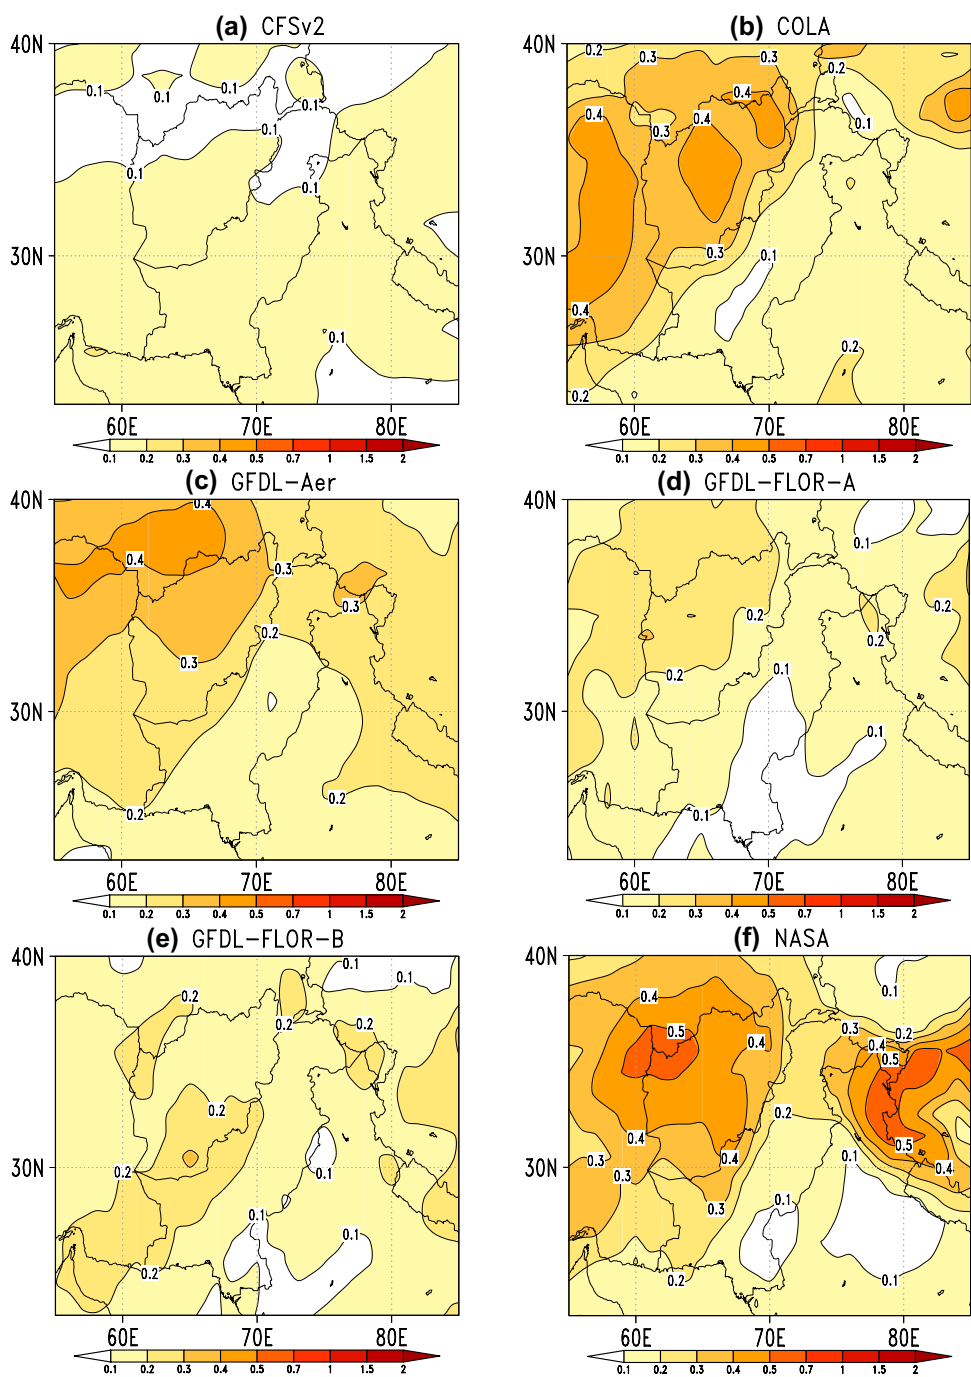 (a) CFSv2
(b) COLA
40N
0.1
0.1
0.1
0.1
0.1
0.1
0.1
30N
0.1
60E
70E
80E
0.1 0.2 0.3 0.4 0.5 0.7 1 1.5 2
40N
0.2
0.3
0.3
0.2
0.4
0.4
0.4
0.3
0.1
0.3
0.1
30N
0.4
0.2
0.2
60E
70E
80E
0.1 0.2 0.3 0.4 0.5 0.7 1 1.5 2
(c) GFDL-Aer
(d) GFDL-FLOR-A
40N
0.4
0.4
0.3
0.3
0.2
0.3
30N
0.2
0.2
60E
70E
80E
0.1 0.2 0.3 0.4 0.5 0.7 1 1.5 2
40N
0.1
0.2
0.2
0.2
0.2
0.1
30N
0.1
0.1
60E
70E
80E
0.1 0.2 0.3 0.4 0.5 0.7 1 1.5 2
(e) GFDL-FLOR-B
(f) NASA
40N
0.1
0.1
0.2
0.2
0.2
0.2
0.2
30N
0.1
0.1
0.1
0.2
60E
70E
80E
0.1 0.2 0.3 0.4 0.5 0.7 1 1.5 2
40N
0.4
0.1
0.5
0.3
0.2
0.4
0.4
0.5
0.2
0.4
0.5
0.3
0.4
0.1
0.4
0.3
30N
0.3
0.1
0.2
0.1
60E
70E
80E
0.1 0.2 0.3 0.4 0.5 0.7 1 1.5 2